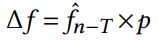 Δf = f̂ₙ₋T × p